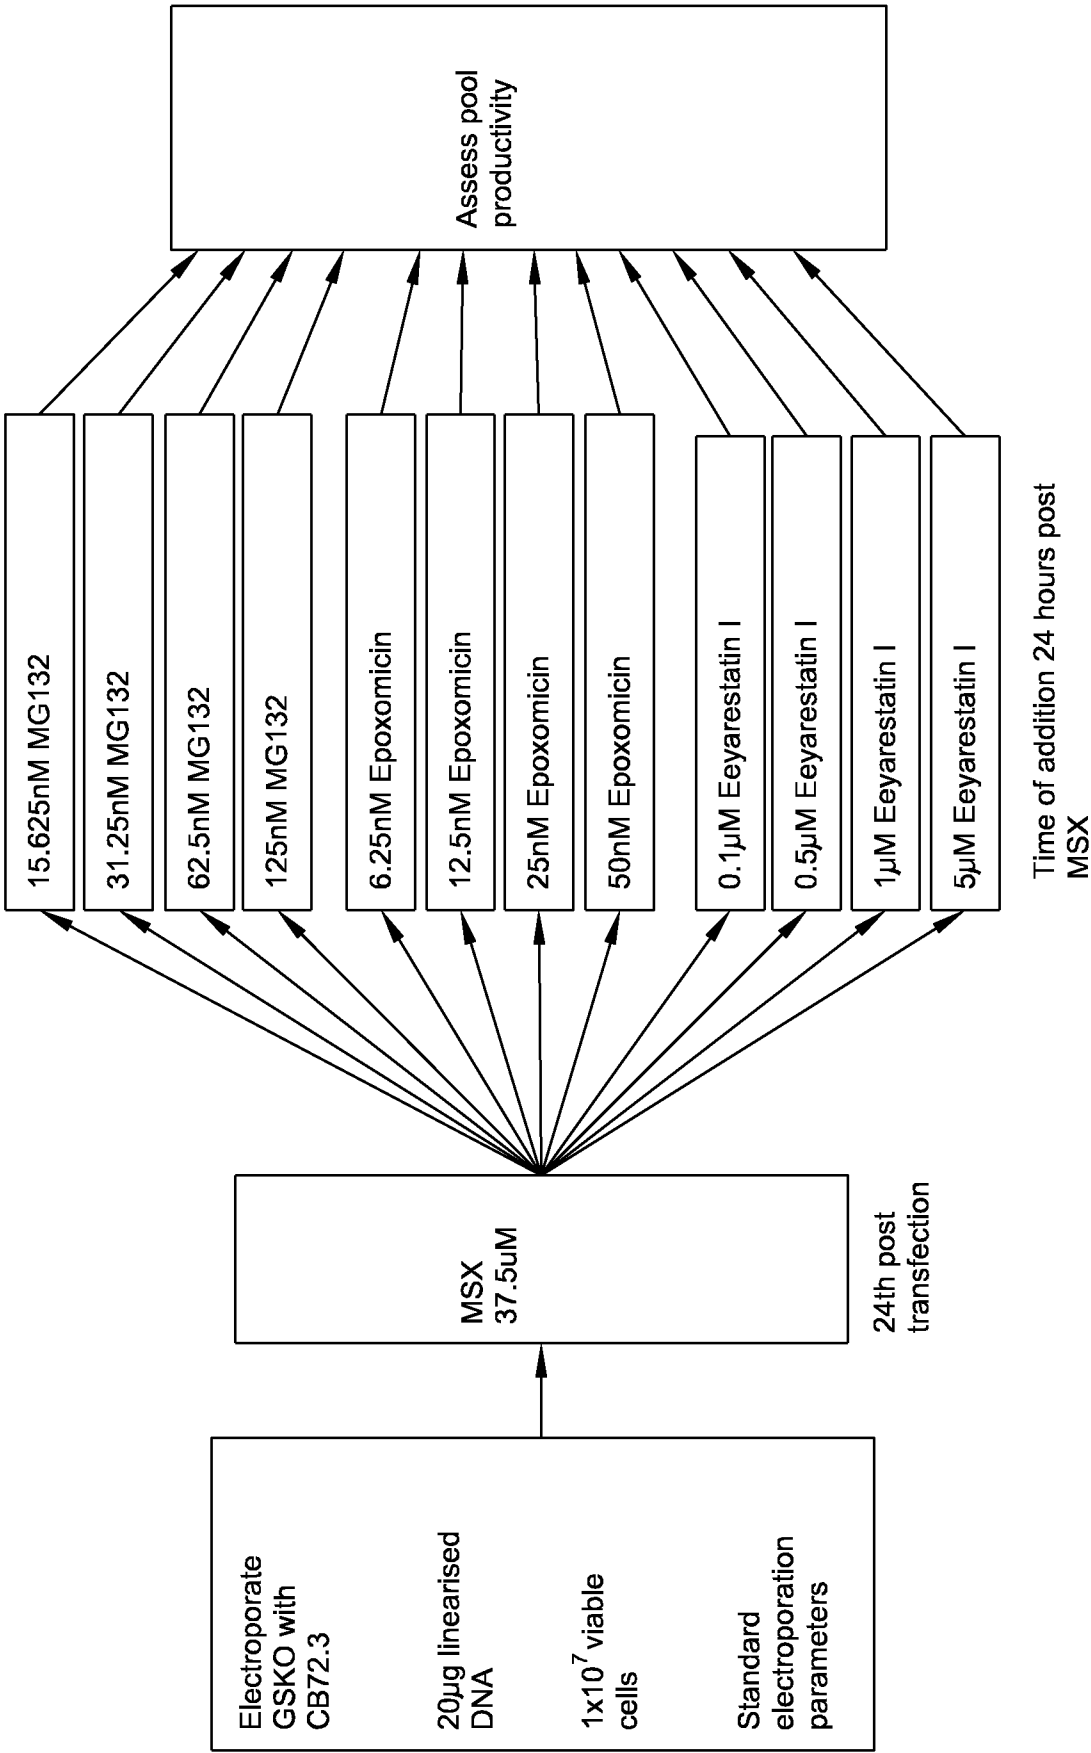 Electroporate
GSKO with
CB72.3
20µg linearised
DNA
1x10⁷ viable
cells
Standard
electroporation
parameters
MSX
37.5uM
24th post
transfection
15.625nM MG132
31.25nM MG132
62.5nM MG132
125nM MG132
6.25nM Epoxomicin
12.5nM Epoxomicin
25nM Epoxomicin
50nM Epoxomicin
0.1µM Eeyarestatin I
0.5µM Eeyarestatin I
1µM Eeyarestatin I
5µM Eeyarestatin I
Time of addition 24 hours post
MSX
Assess pool
productivity